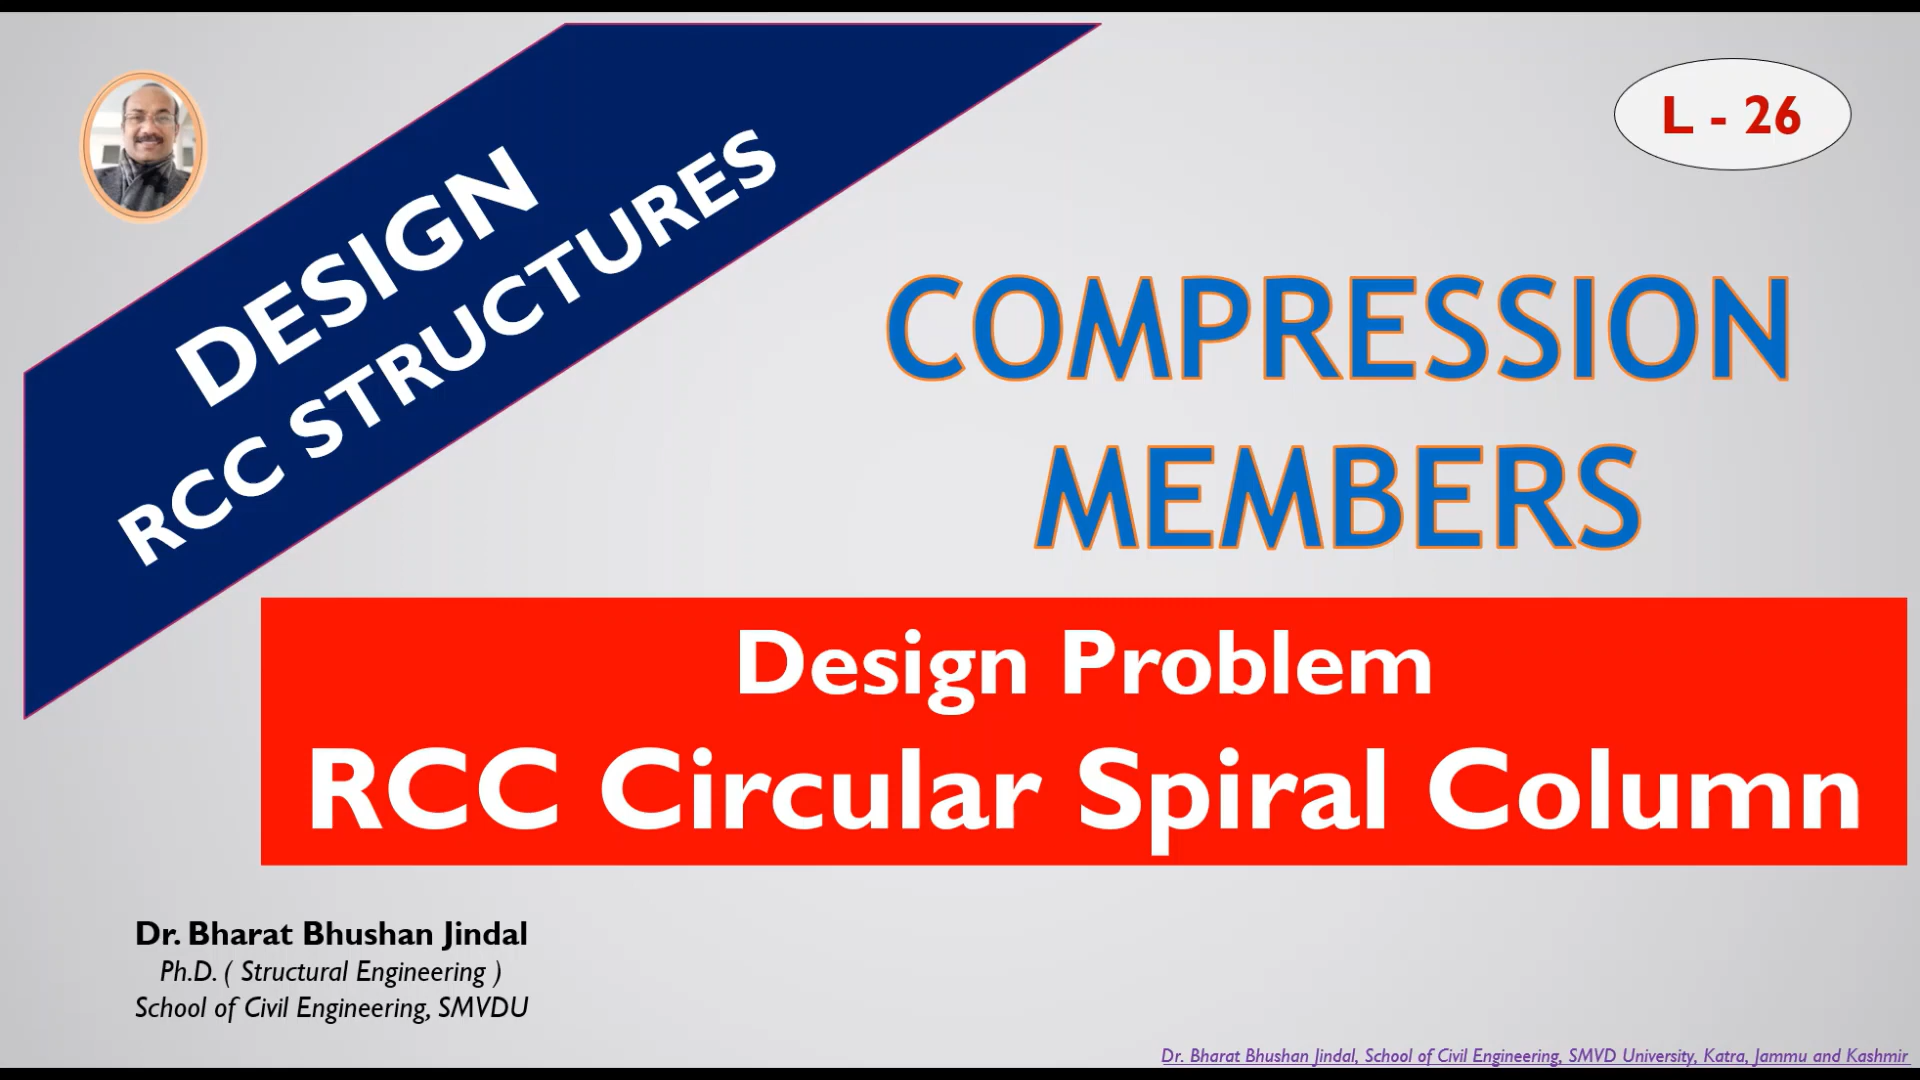 DESIGN
RCC STRUCTURES
L - 26
COMPRESSION
MEMBERS
Design Problem
RCC Circular Spiral Column
Dr. Bharat Bhushan Jindal
Ph.D. ( Structural Engineering )
School of Civil Engineering, SMVDU
Dr. Bharat Bhushan Jindal, School of Civil Engineering, SMVD University, Katra, Jammu and Kashmir